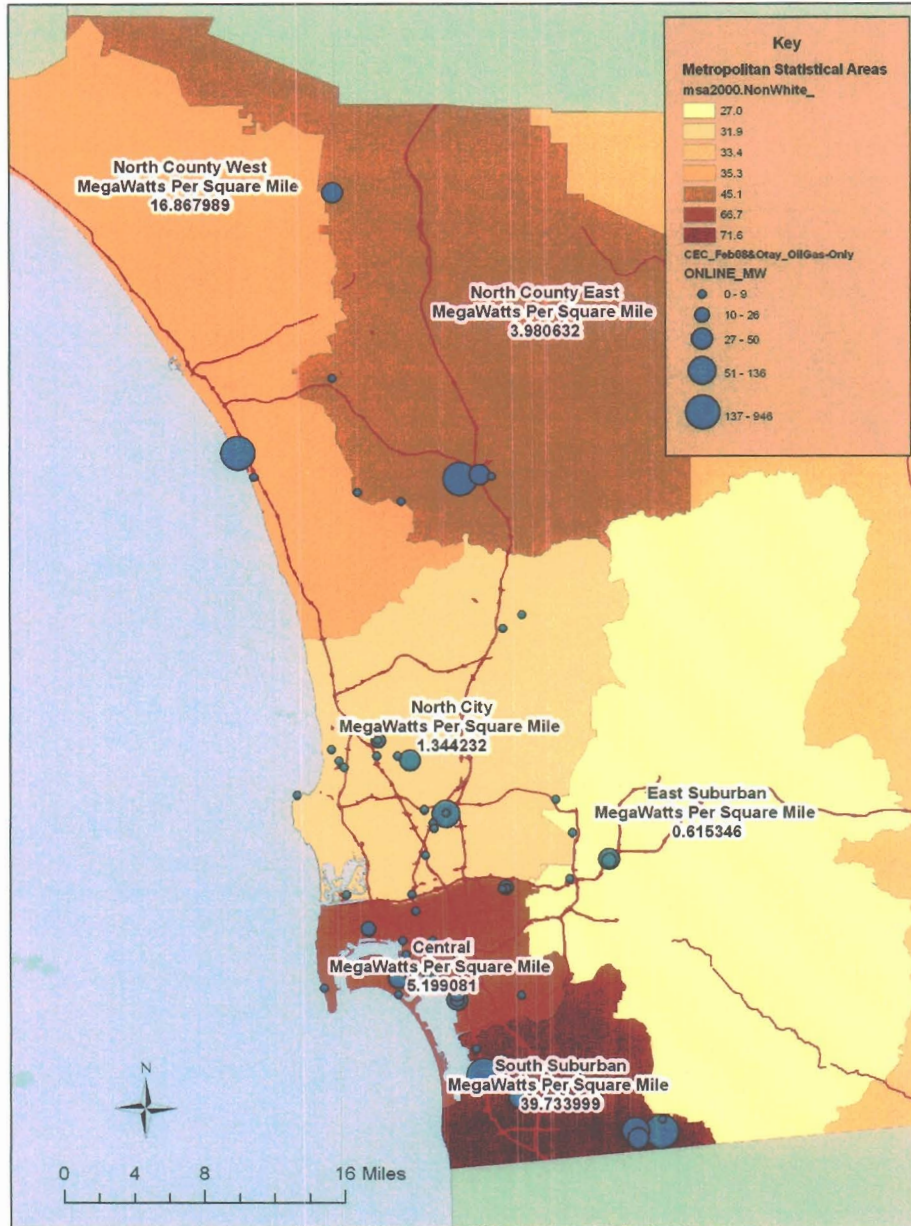 Key
Metropolitan Statistical Areas
msa2000.NonWhite_
27.0
31.9
33.4
35.3
45.1
66.7
71.6
CEC_Feb08&Otay_OilGas-Only
ONLINE_MW
0 - 9
10 - 26
27 - 50
51 - 136
137 - 946
North County West
MegaWatts Per Square Mile
16.867989
North County East
MegaWatts Per Square Mile
3.980632
North City
MegaWatts Per Square Mile
1.344232
East Suburban
MegaWatts Per Square Mile
0.615346
Central
MegaWatts Per Square Mile
5.199081
South Suburban
MegaWatts Per Square Mile
39.733999
N
0 4 8 16 Miles